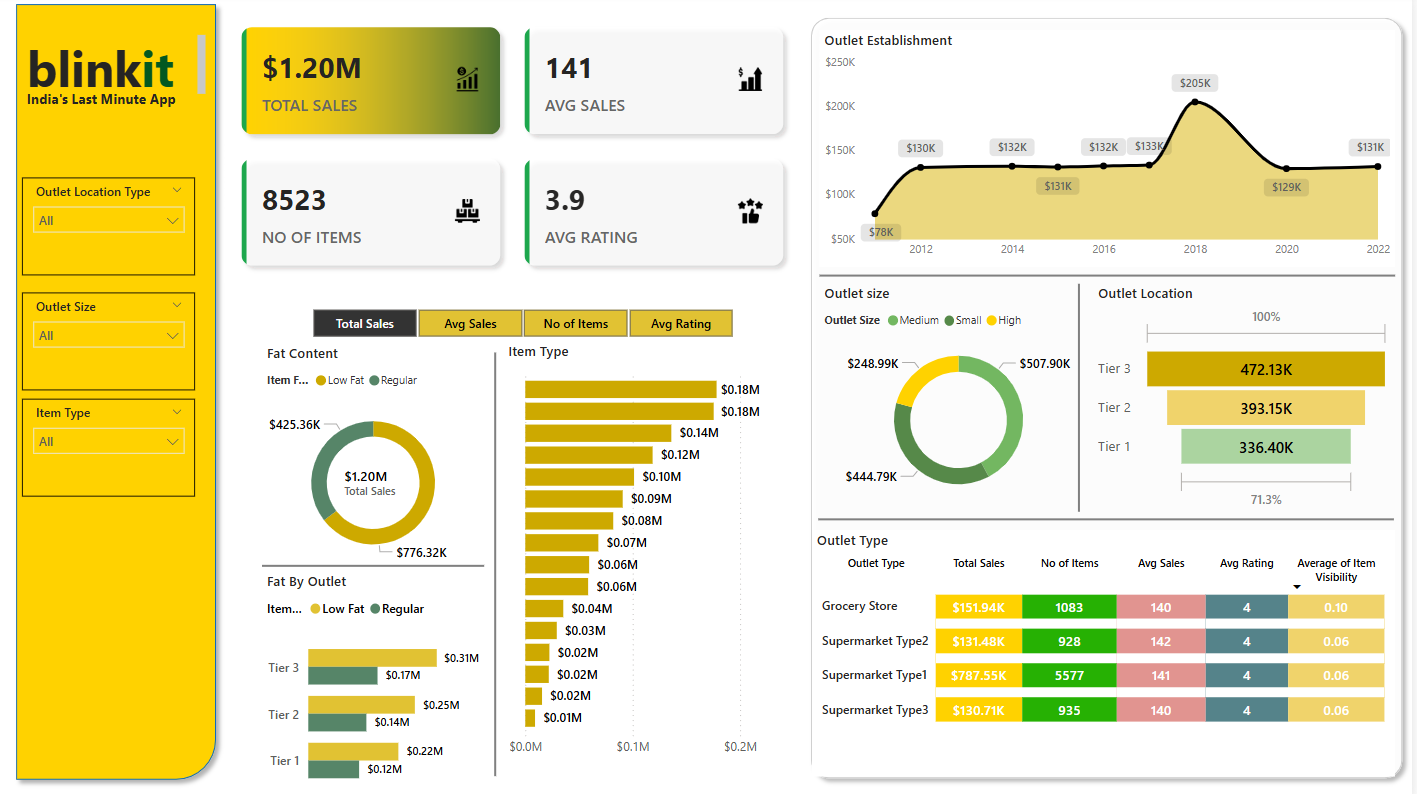 blinkit
India's Last Minute App
Outlet Location Type
All
Outlet Size
All
Item Type
All
$1.20M
TOTAL SALES
141
AVG SALES
8523
NO OF ITEMS
3.9
AVG RATING
Total Sales
Avg Sales
No of Items
Avg Rating
Fat Content
Item F... Low Fat Regular
$425.36K
$1.20M
Total Sales
$776.32K
Fat By Outlet
Item... Low Fat Regular
Tier 3 $0.31M
$0.17M
Tier 2 $0.25M
$0.14M
Tier 1 $0.22M
$0.12M
Item Type
$0.18M
$0.18M
$0.14M
$0.12M
$0.10M
$0.09M
$0.08M
$0.07M
$0.06M
$0.06M
$0.04M
$0.03M
$0.02M
$0.02M
$0.02M
$0.01M
$0.0M $0.1M $0.2M
Outlet Establishment
$250K
$200K
$150K
$100K
$50K
$78K
$130K
$132K
$131K
$132K
$133K
$205K
$129K
$131K
2012 2014 2016 2018 2020 2022
Outlet size
Outlet Size Medium Small High
$248.99K
$507.90K
$444.79K
Outlet Location
100%
Tier 3 472.13K
Tier 2 393.15K
Tier 1 336.40K
71.3%
Outlet Type
Outlet Type Total Sales No of Items Avg Sales Avg Rating Average of Item
Visibility
Grocery Store $151.94K 1083 140 4 0.10
Supermarket Type2 $131.48K 928 142 4 0.06
Supermarket Type1 $787.55K 5577 141 4 0.06
Supermarket Type3 $130.71K 935 140 4 0.06